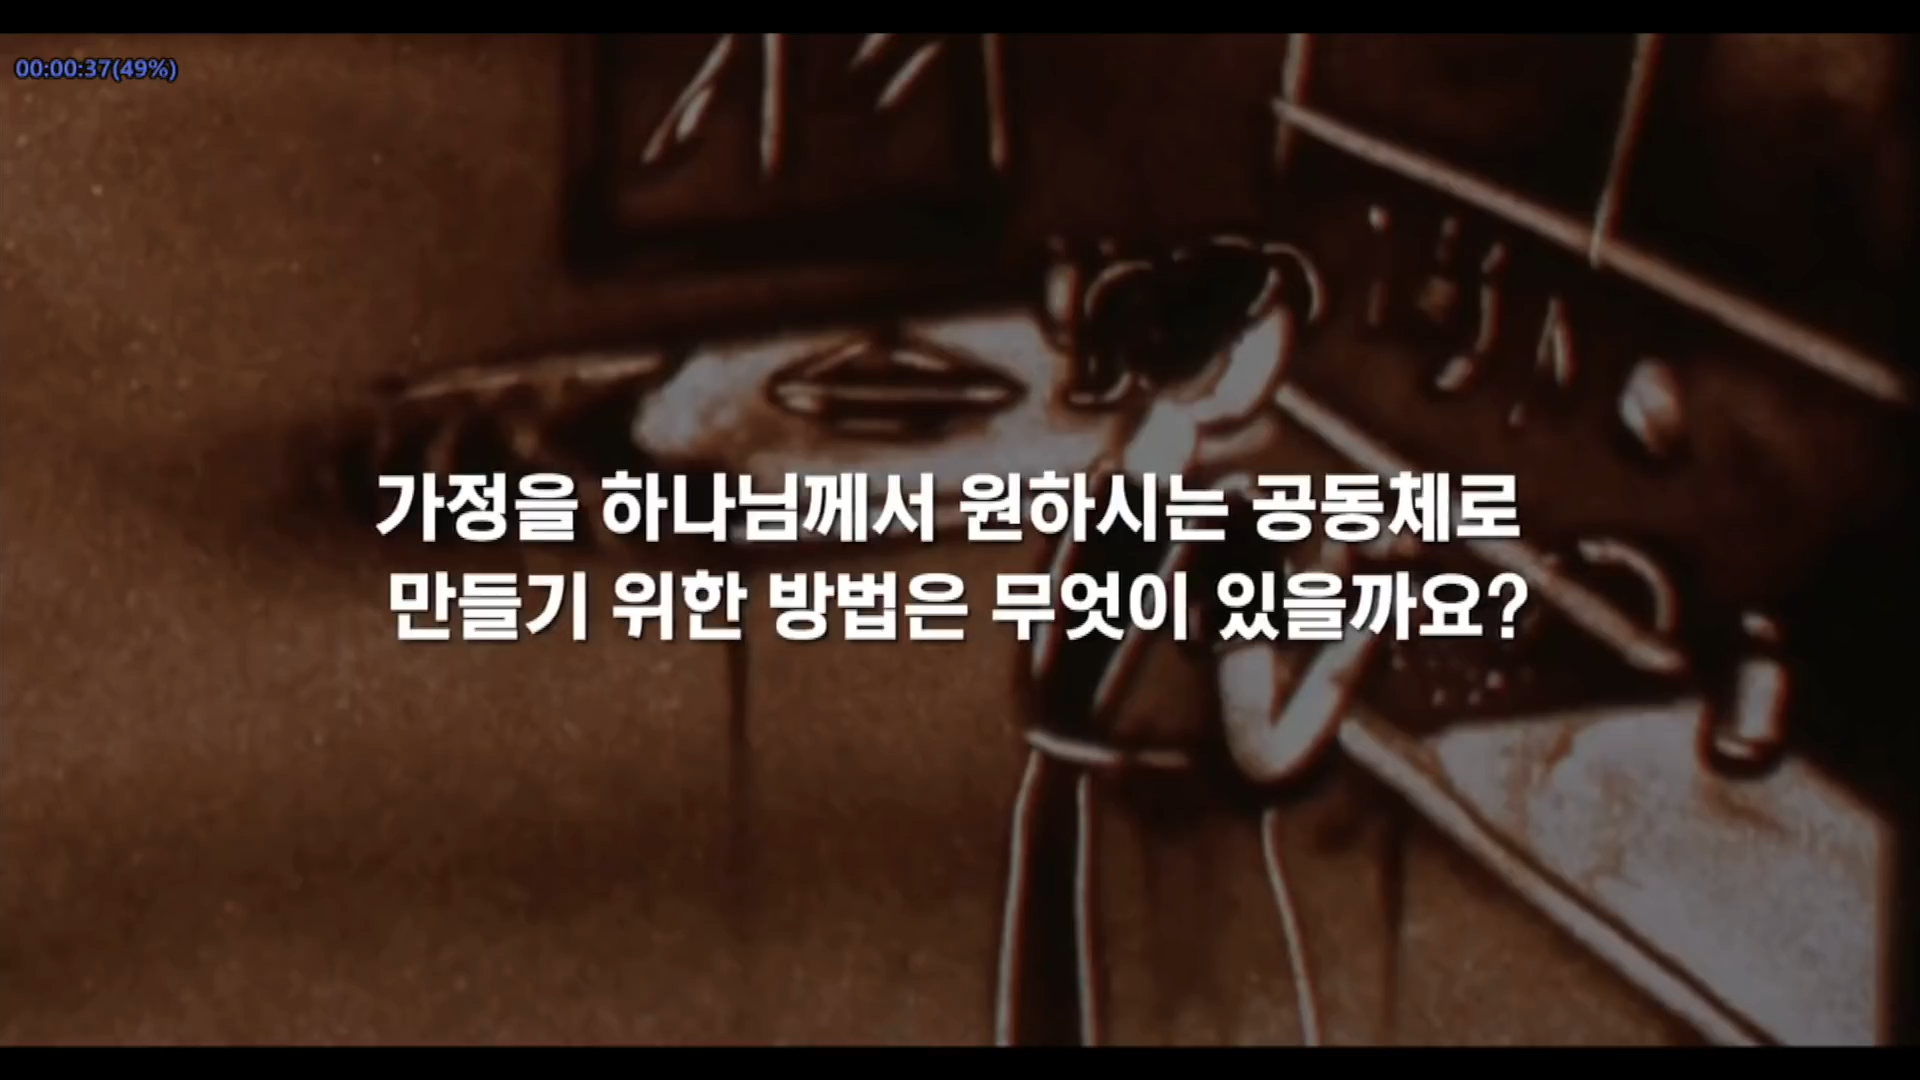 00:00:37(49%)
가정을 하나님께서 원하시는 공동체로
만들기 위한 방법은 무엇이 있을까요?